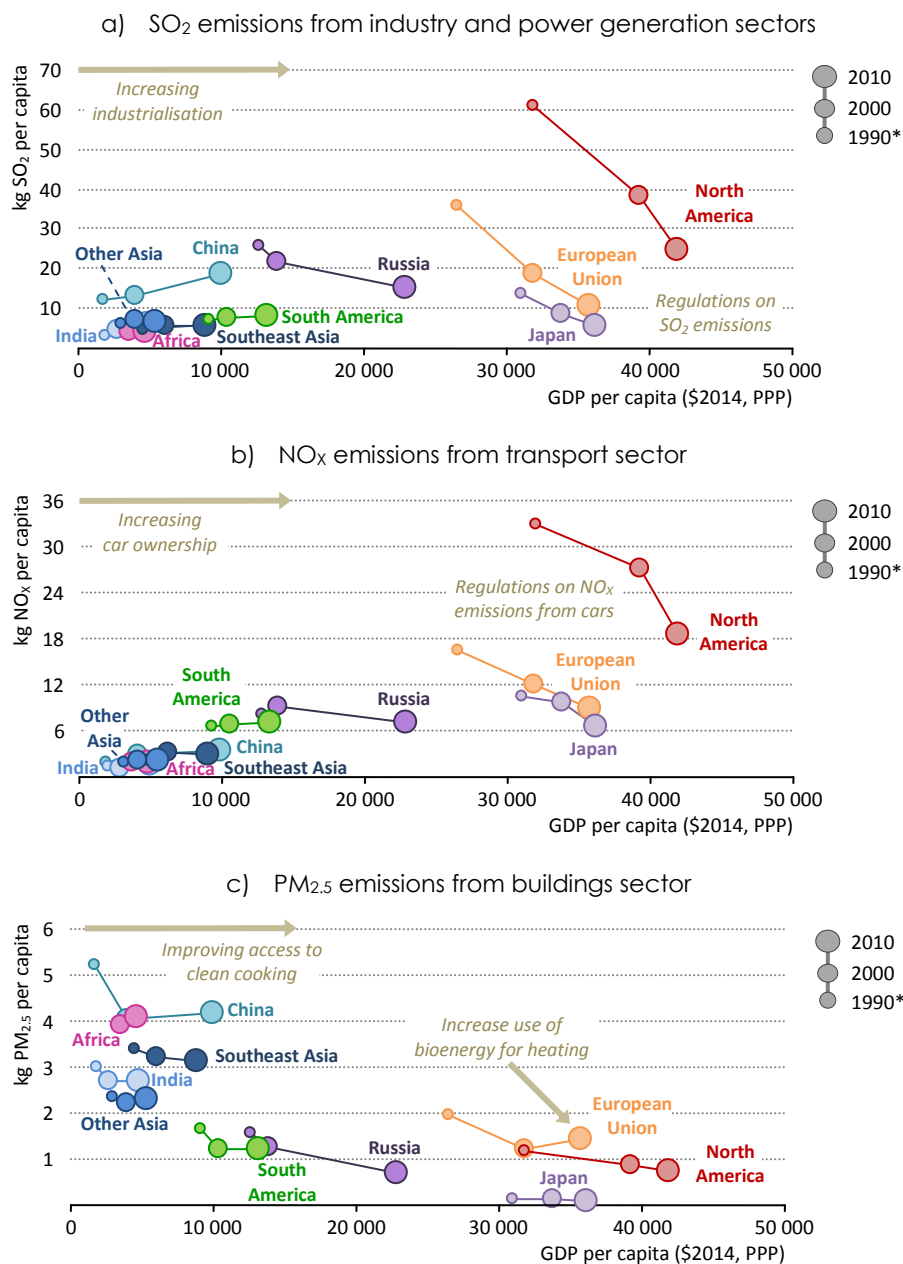 a) SO2 emissions from industry and power generation sectors
kg SO2 per capita
70
60
50
40
30
20
10
Increasing
industrialisation
2010
2000
1990*
North
America
Other Asia
China
Russia
European
Union
South America
Regulations on
SO2 emissions
India
Africa
Southeast Asia
Japan
0
10 000
20 000
30 000
40 000
50 000
GDP per capita ($2014, PPP)
b) NOX emissions from transport sector
kg NOX per capita
36
30
24
18
12
6
Increasing
car ownership
2010
2000
1990*
Regulations on NOX
emissions from cars
North
America
South
America
European
Union
Russia
Other
Asia
China
Japan
India
Africa
Southeast Asia
0
10 000
20 000
30 000
40 000
50 000
GDP per capita ($2014, PPP)
c) PM2.5 emissions from buildings sector
kg PM2.5 per capita
6
5
4
3
2
1
Improving access to
clean cooking
2010
2000
1990*
China
Africa
Increase use of
bioenergy for heating
Southeast Asia
India
Other Asia
European
Union
Russia
North
America
South
America
Japan
0
10 000
20 000
30 000
40 000
50 000
GDP per capita ($2014, PPP)